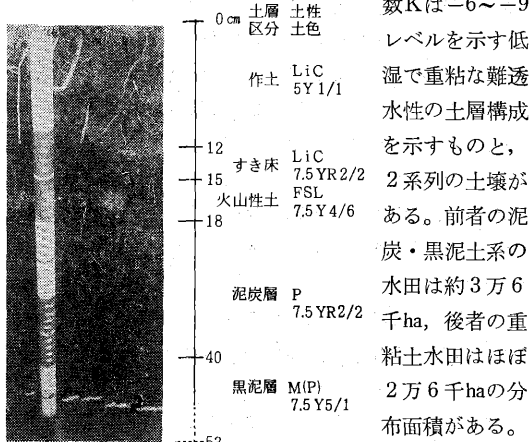 土層 土性
区分 土色
0cm
作土 LiC
5Y 1/1
12
すき床 LiC
7.5YR2/2
15
火山性土 FSL
7.5Y4/6
18
泥炭層 P
7.5YR2/2
40
黒泥層 M(P)
7.5Y5/1
52
数Kは−6〜−9
レベルを示す低
湿で重粘な難透
水性の土層構成
を示すものと，
2系列の土壌が
ある。前者の泥
炭・黒泥土系の
水田は約3万6
千ha，後者の重
粘土水田はほぼ
2万6千haの分
布面積がある。